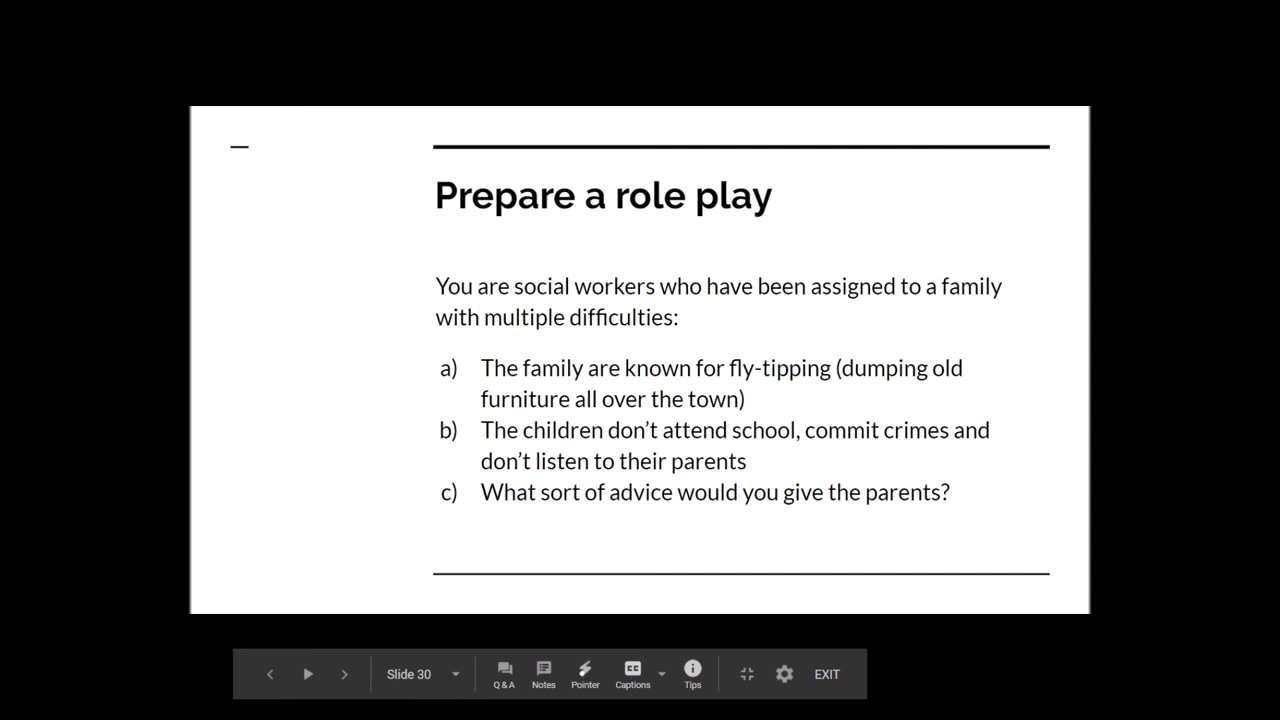 Prepare a role play
You are social workers who have been assigned to a family
with multiple difficulties:
a) The family are known for fly-tipping (dumping old
furniture all over the town)
b) The children don’t attend school, commit crimes and
don’t listen to their parents
c) What sort of advice would you give the parents?
Slide 30 Q & A Notes Pointer CC Captions Tips EXIT